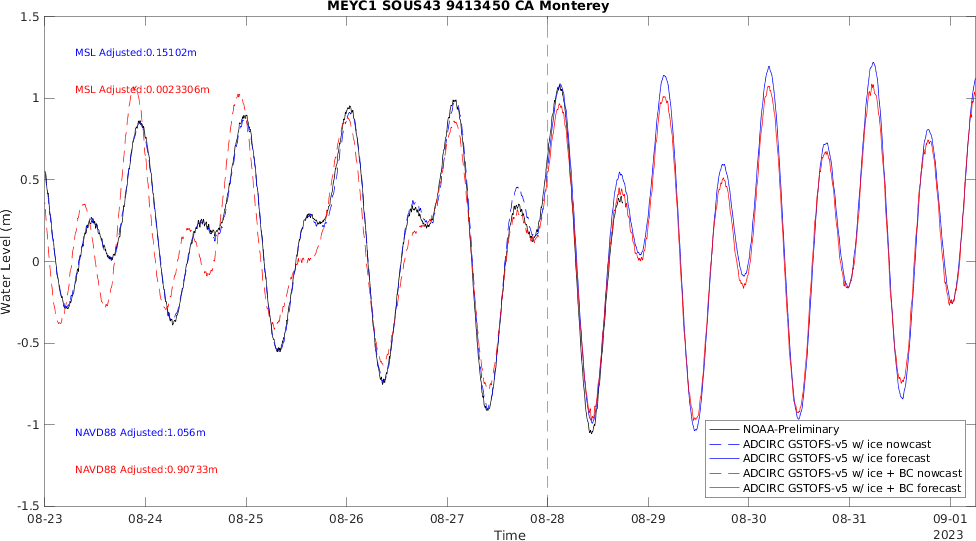 MEYC1 SOUS43 9413450 CA Monterey
1.5
1
0.5
0
-0.5
-1
-1.5
Water Level (m)
MSL Adjusted:0.15102m
MSL Adjusted:0.0023306m
NAVD88 Adjusted:1.056m
NAVD88 Adjusted:0.90733m
NOAA-Preliminary
ADCIRC GSTOFS-v5 w/ ice nowcast
ADCIRC GSTOFS-v5 w/ ice forecast
ADCIRC GSTOFS-v5 w/ ice + BC nowcast
ADCIRC GSTOFS-v5 w/ ice + BC forecast
08-23 08-24 08-25 08-26 08-27 08-28 08-29 08-30 08-31 09-01
Time
2023